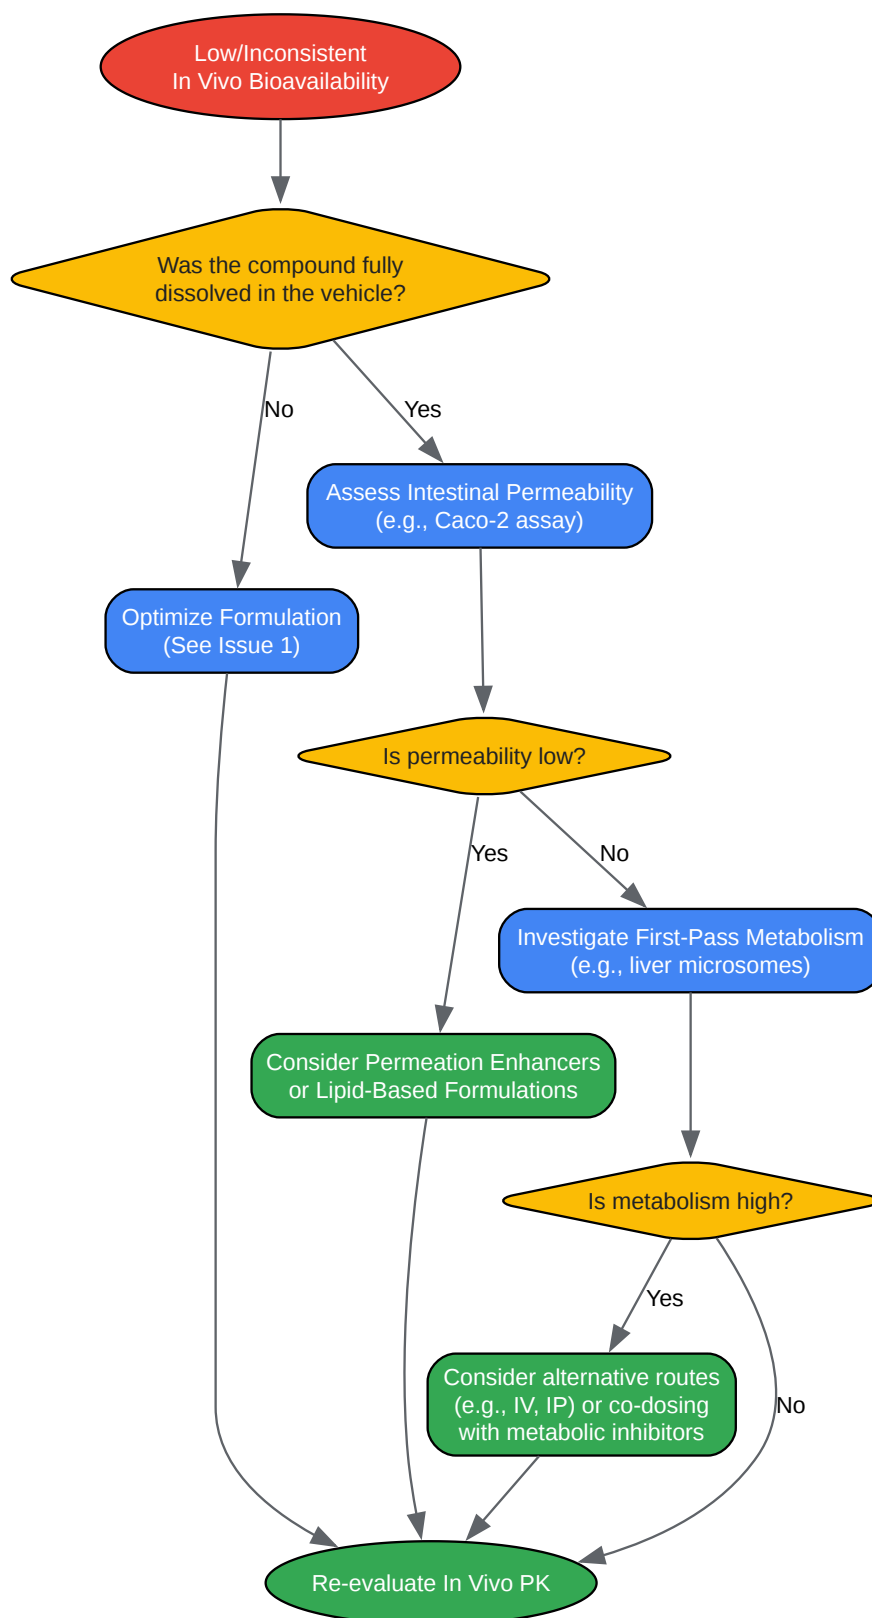 Low/Inconsistent
In Vivo Bioavailability
Was the compound fully
dissolved in the vehicle?
No
Yes
Assess Intestinal Permeability
(e.g., Caco-2 assay)
Optimize Formulation
(See Issue 1)
Is permeability low?
Yes
No
Investigate First-Pass Metabolism
(e.g., liver microsomes)
Consider Permeation Enhancers
or Lipid-Based Formulations
Is metabolism high?
Yes
Consider alternative routes
(e.g., IV, IP) or co-dosing
with metabolic inhibitors
No
Re-evaluate In Vivo PK